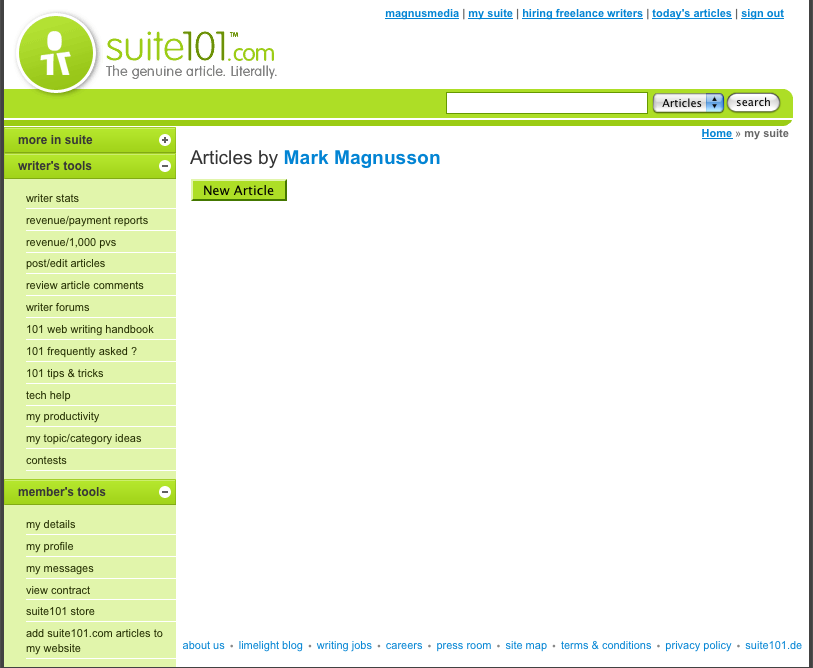 magnusmedia | my suite | hiring freelance writers | today's articles | sign out
suite101.com™
The genuine article. Literally.
Articles search
Home » my suite
more in suite
writer's tools
writer stats
revenue/payment reports
revenue/1,000 pvs
post/edit articles
review article comments
writer forums
101 web writing handbook
101 frequently asked ?
101 tips & tricks
tech help
my productivity
my topic/category ideas
contests
member's tools
my details
my profile
my messages
view contract
suite101 store
add suite101.com articles to
my website
Articles by Mark Magnusson
New Article
about us • limelight blog • writing jobs • careers • press room • site map • terms & conditions • privacy policy • suite101.de